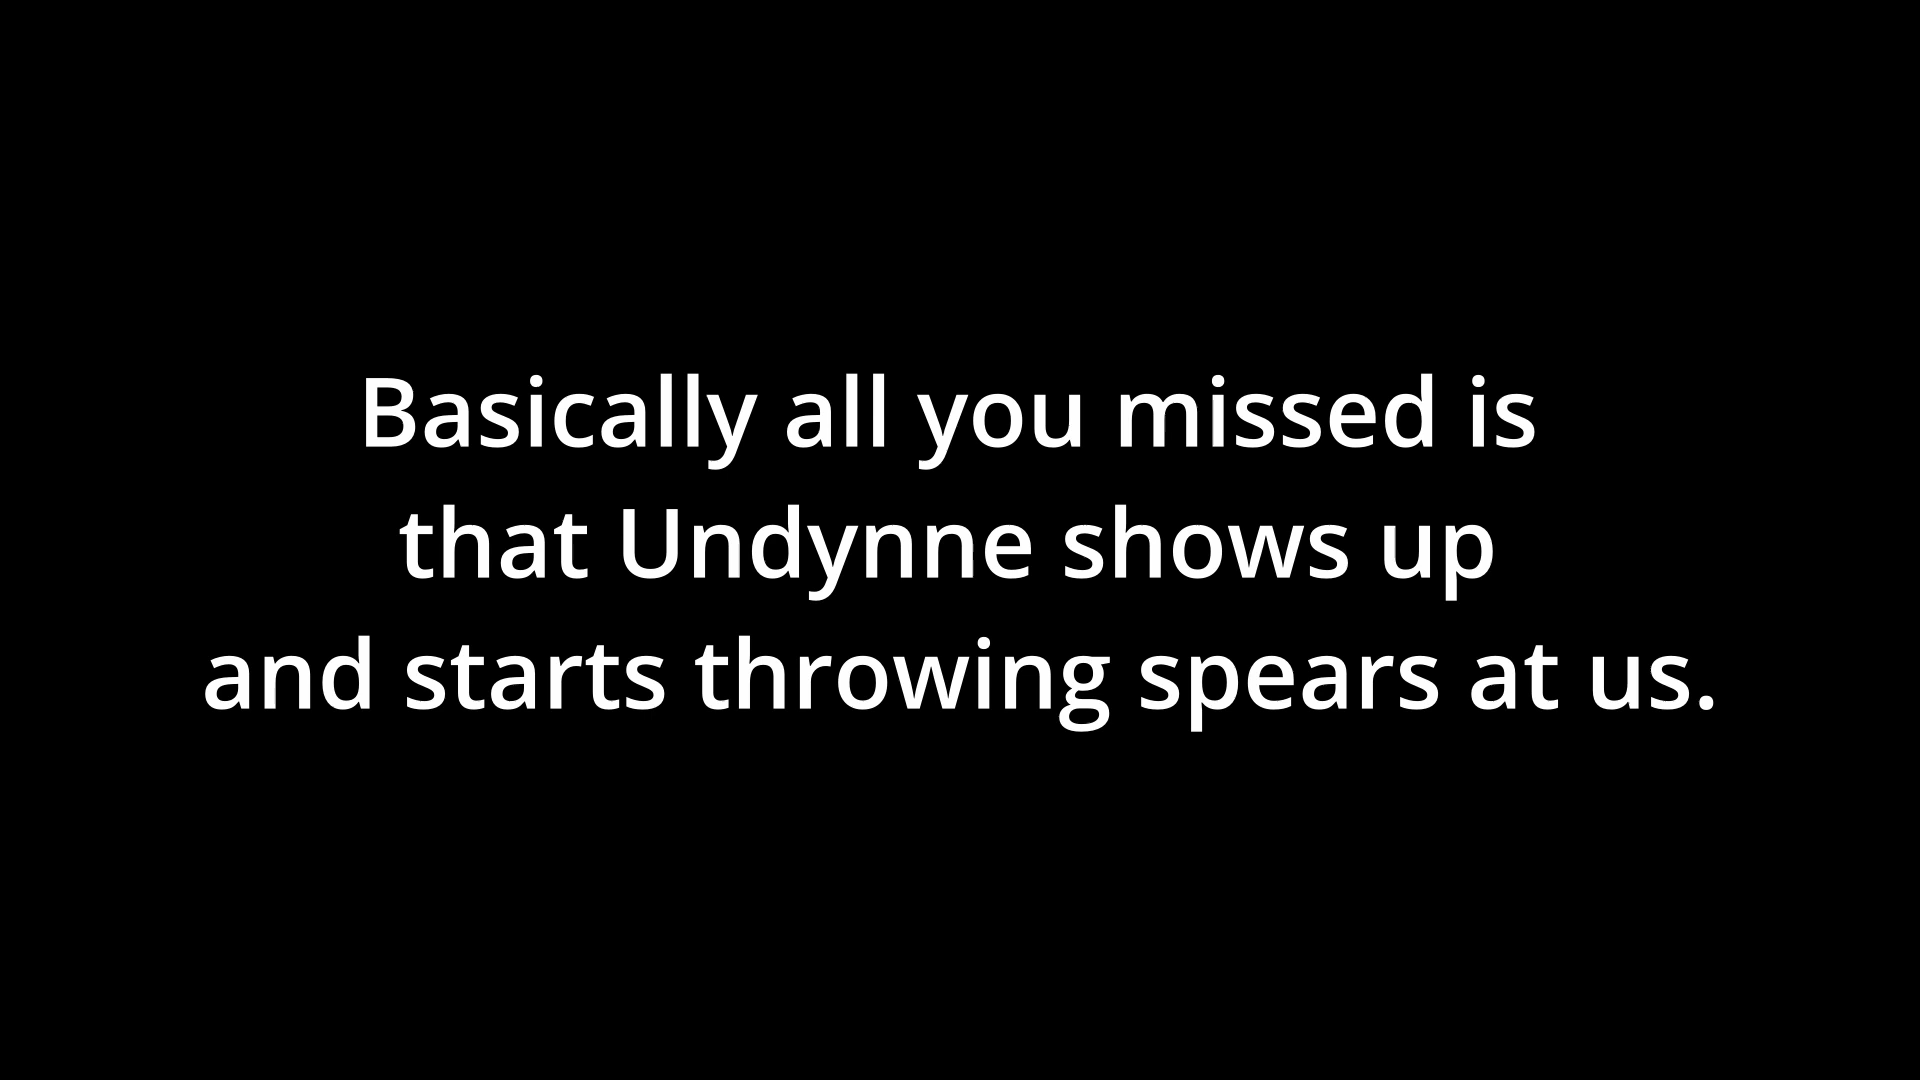 Basically all you missed is
that Undynne shows up
and starts throwing spears at us.